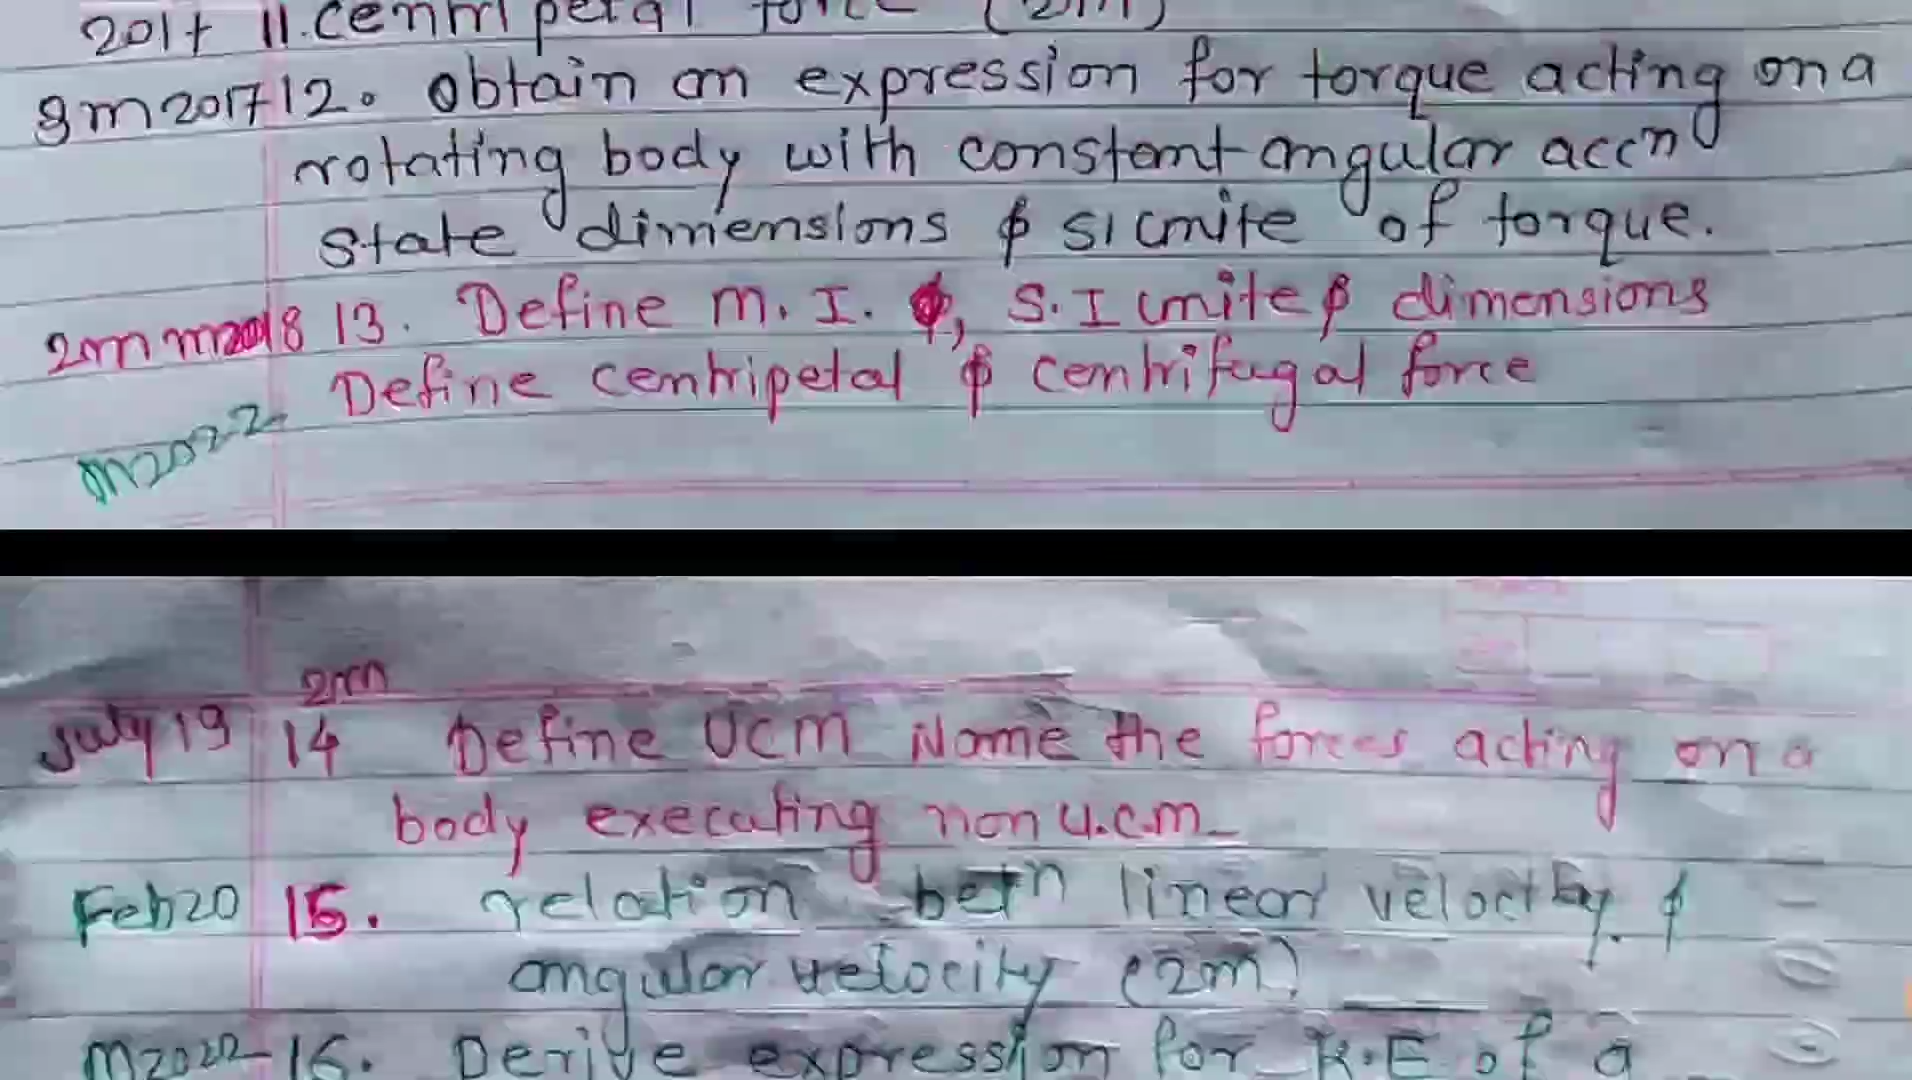 2017 11. centripetal force (2m)
3m2017 12. obtain an expression for torque acting on a
rotating body with constant angular accn
state dimensions & SI unite of torque.
2m m2018 13. Define M. I. , S.I unite & dimensions
Define centripetal & centrifugal force
M2022
2m
July 19 14 Define UCM Name the forces acting on a
body executing non u.c.m
Feb20 15. relation betn linear velocity &
angular velocity (2m)
M2022 16. Derive expression for K.E of a